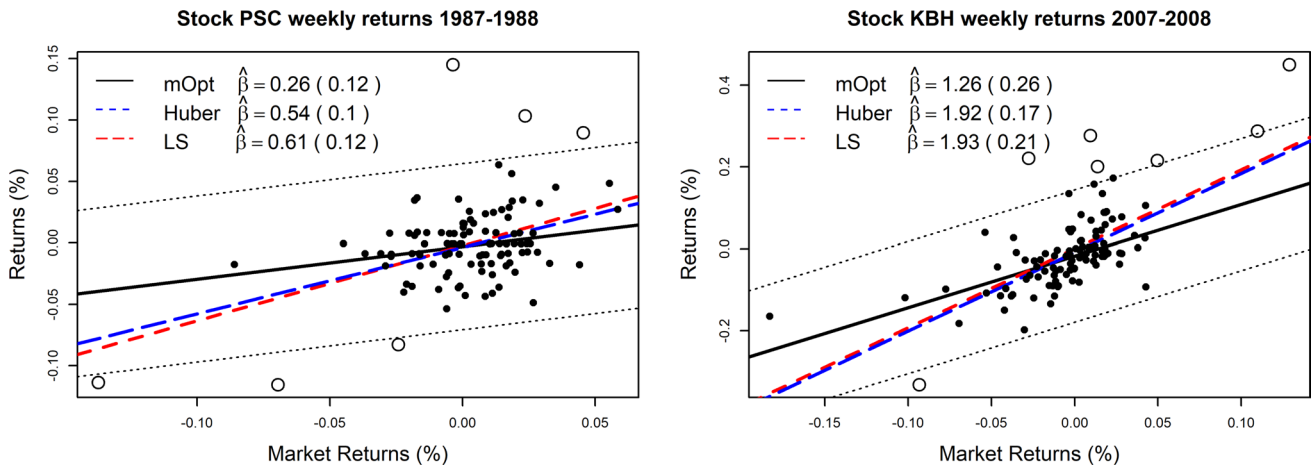 Stock PSC weekly returns 1987-1988
0.15
0.10
0.05
0.00
-0.05
-0.10
Returns (%)
mOpt β̂ = 0.26 ( 0.12 )
Huber β̂ = 0.54 ( 0.1 )
LS β̂ = 0.61 ( 0.12 )
-0.10
-0.05
0.00
0.05
Market Returns (%)
Stock KBH weekly returns 2007-2008
0.4
0.2
0.0
-0.2
Returns (%)
mOpt β̂ = 1.26 ( 0.26 )
Huber β̂ = 1.92 ( 0.17 )
LS β̂ = 1.93 ( 0.21 )
-0.15
-0.10
-0.05
0.00
0.05
0.10
Market Returns (%)